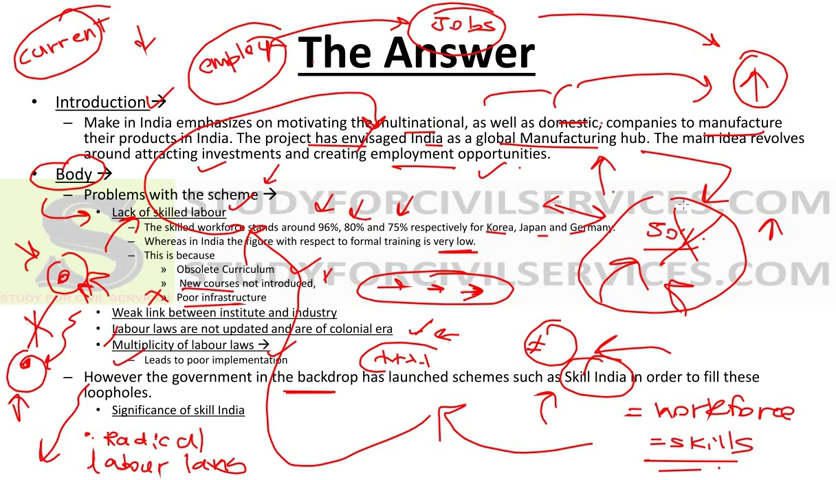 current
employ
Jobs
The Answer
• Introduction →
– Make in India emphasizes on motivating the multinational, as well as domestic, companies to manufacture
their products in India. The project has envisaged India as a global Manufacturing hub. The main idea revolves
around attracting investments and creating employment opportunities.
• Body →
– Problems with the scheme →
• Lack of skilled labour
– The skilled workforce stands around 96%, 80% and 75% respectively for Korea, Japan and Germany.
– Whereas in India the figure with respect to formal training is very low.
– This is because
» Obsolete Curriculum
» New courses not introduced,
» Poor infrastructure
• Weak link between institute and industry
• Labour laws are not updated and are of colonial era
• Multiplicity of labour laws →
– Leads to poor implementation
– However the government in the backdrop has launched schemes such as Skill India in order to fill these
loopholes.
• Significance of skill India
= workforce
= skills
• Radical
labour laws
STUDYFORCIVILSERVICES.COM
STUDYFORCIVILSERVICES.COM
STUDY FOR CIVIL SERVICES